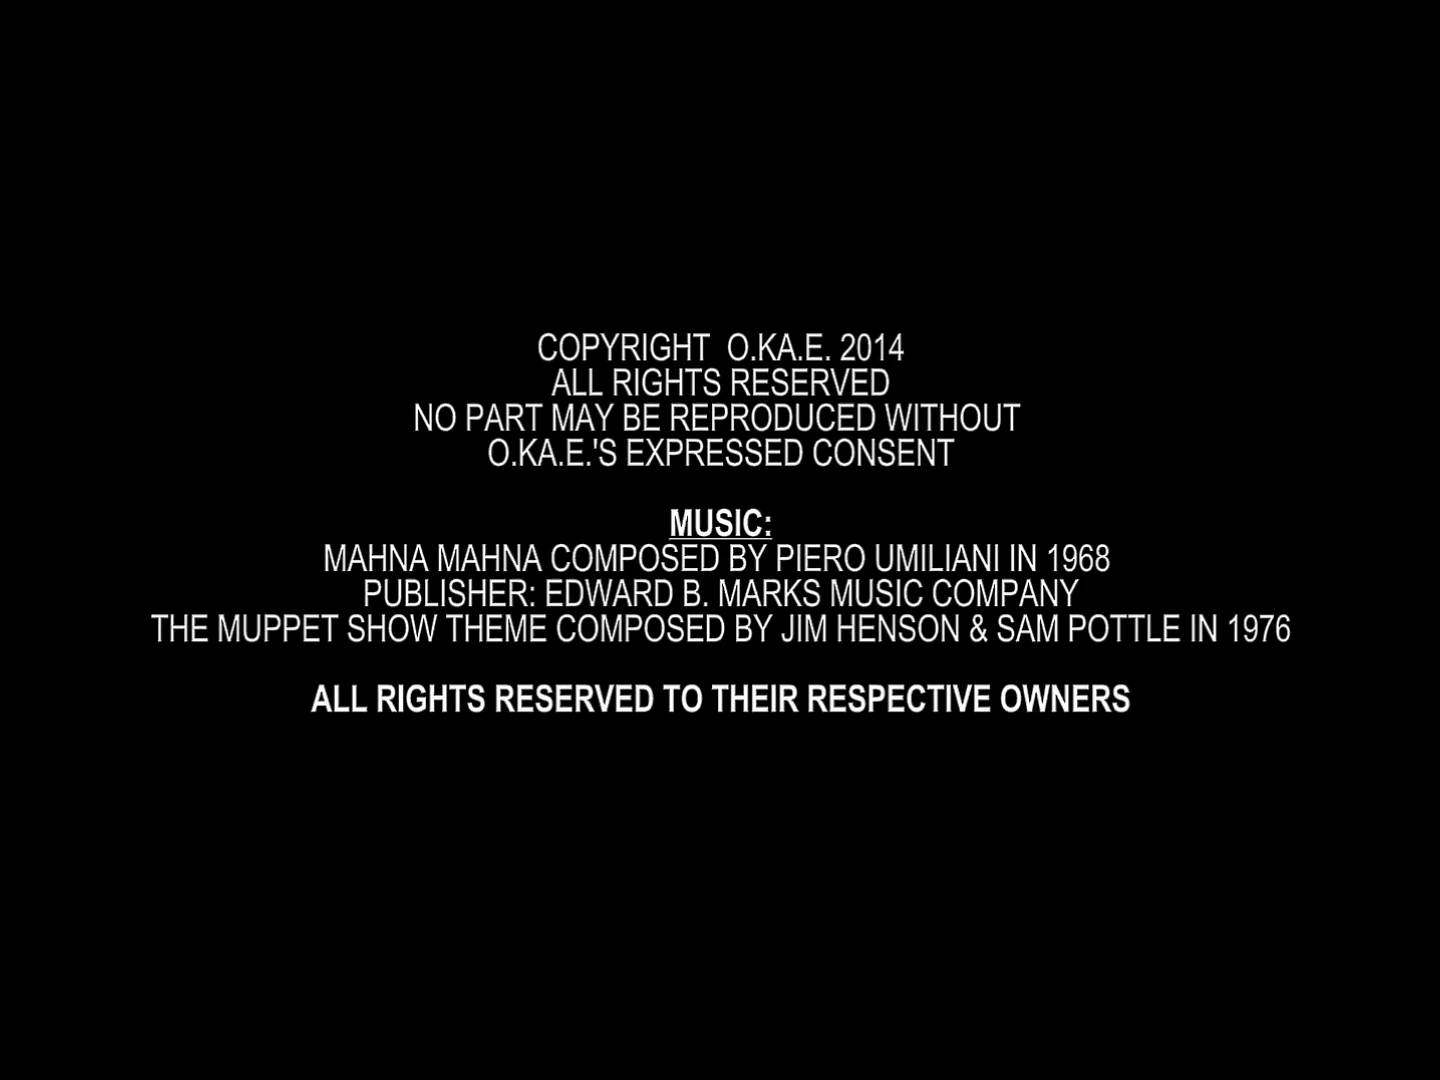 COPYRIGHT  O.KA.E. 2014
ALL RIGHTS RESERVED
NO PART MAY BE REPRODUCED WITHOUT
O.KA.E.'S EXPRESSED CONSENT
MUSIC:
MAHNA MAHNA COMPOSED BY PIERO UMILIANI IN 1968
PUBLISHER: EDWARD B. MARKS MUSIC COMPANY
THE MUPPET SHOW THEME COMPOSED BY JIM HENSON & SAM POTTLE IN 1976
ALL RIGHTS RESERVED TO THEIR RESPECTIVE OWNERS